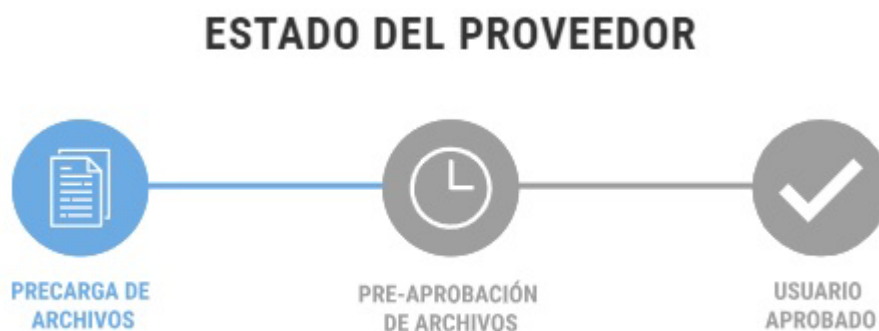 ESTADO DEL PROVEEDOR
PRECARGA DE
ARCHIVOS
PRE-APROBACIÓN
DE ARCHIVOS
USUARIO
APROBADO